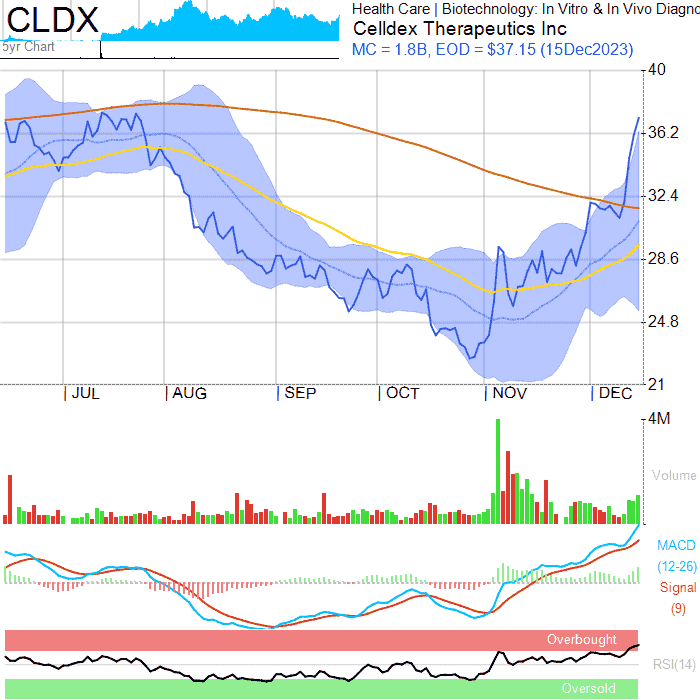 CLDX
5yr Chart
Health Care | Biotechnology: In Vitro & In Vivo Diagno
Celldex Therapeutics Inc
MC = 1.8B, EOD = $37.15 (15Dec2023)
40
36.2
32.4
28.6
24.8
21
JUL AUG SEP OCT NOV DEC
4M
Volume
MACD
(12-26)
Signal
(9)
Overbought
RSI(14)
Oversold